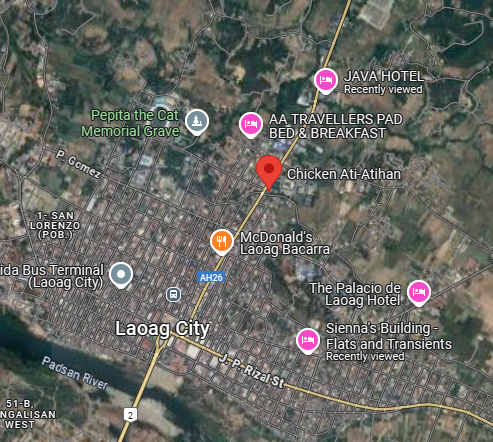 JAVA HOTEL
Recently viewed
Pepita the Cat
Memorial Grave
AA TRAVELLERS PAD
BED & BREAKFAST
P. Gomez
Chicken Ati-Atihan
1- SAN
LORENZO
(POB.)
McDonald's
Laoag Bacarra
ida Bus Terminal
(Laoag City)
AH26
The Palacio de
Laoag Hotel
Laoag City
Sienna's Building -
Flats and Transients
Recently viewed
J. P. Rizal St
Padsan River
51-B,
NGALISAN
WEST
2